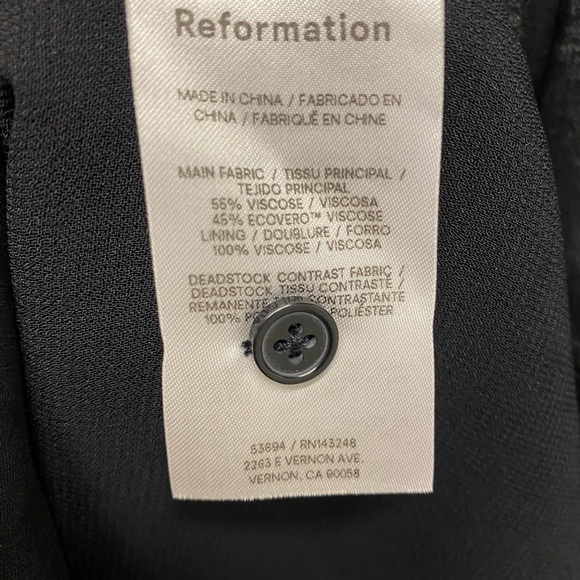 Reformation
MADE IN CHINA / FABRICADO EN
CHINA / FABRIQUÉ EN CHINE
MAIN FABRIC / TISSU PRINCIPAL /
TEJIDO PRINCIPAL
55% VISCOSE / VISCOSA
45% ECOVERO™ VISCOSE
LINING / DOUBLURE / FORRO
100% VISCOSE / VISCOSA
DEADSTOCK CONTRAST FABRIC /
DEADSTOCK TISSU CONTRASTE /
REMANENTE CONTRASTANTE
100% POLIÉSTER
53694 / RN143248
2263 E VERNON AVE.
VERNON, CA 90058